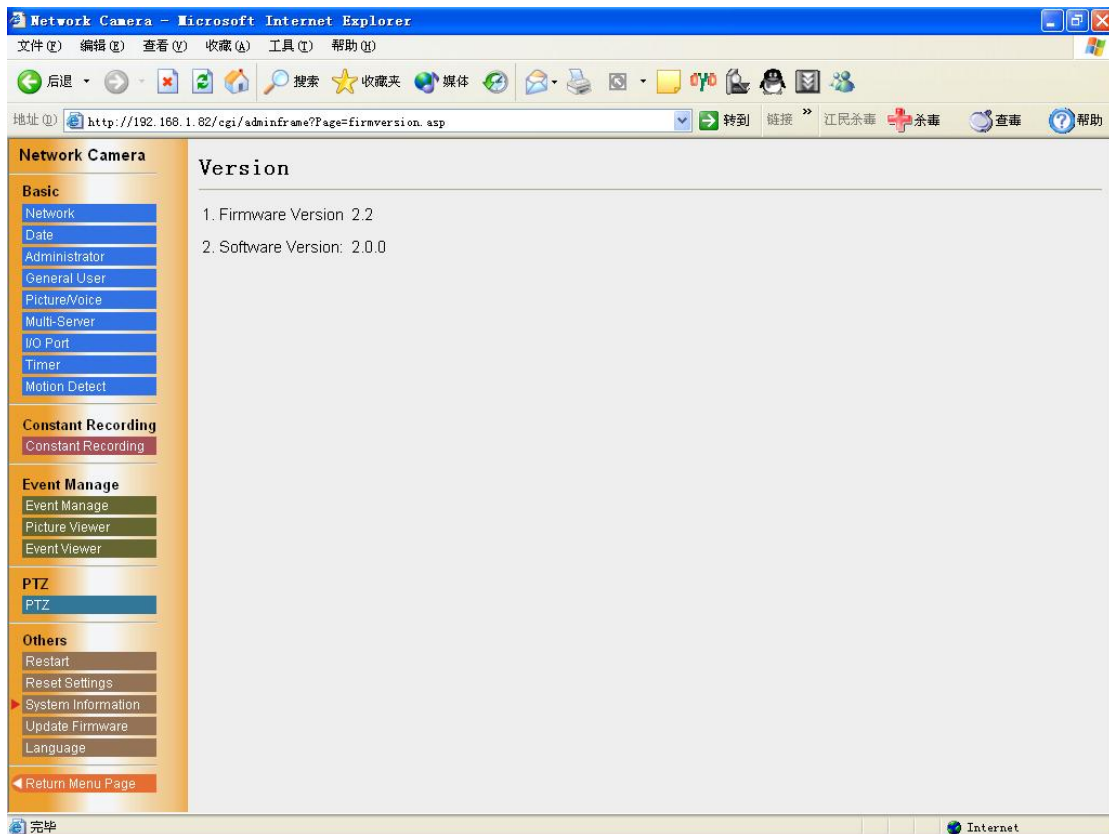 Network Camera - Microsoft Internet Explorer
文件(F) 编辑(E) 查看(V) 收藏(A) 工具(T) 帮助(H)
后退 搜索 收藏夹 媒体
地址(D) http://192.168.1.82/cgi/adminframe?Page=firmversion.asp 转到 链接 » 江民杀毒 杀毒 查毒 帮助
Network Camera
Basic
Network
Date
Administrator
General User
Picture/Voice
Multi-Server
I/O Port
Timer
Motion Detect
Constant Recording
Constant Recording
Event Manage
Event Manage
Picture Viewer
Event Viewer
PTZ
PTZ
Others
Restart
Reset Settings
System Information
Update Firmware
Language
Return Menu Page
Version
1. Firmware Version 2.2
2. Software Version: 2.0.0
完毕 Internet